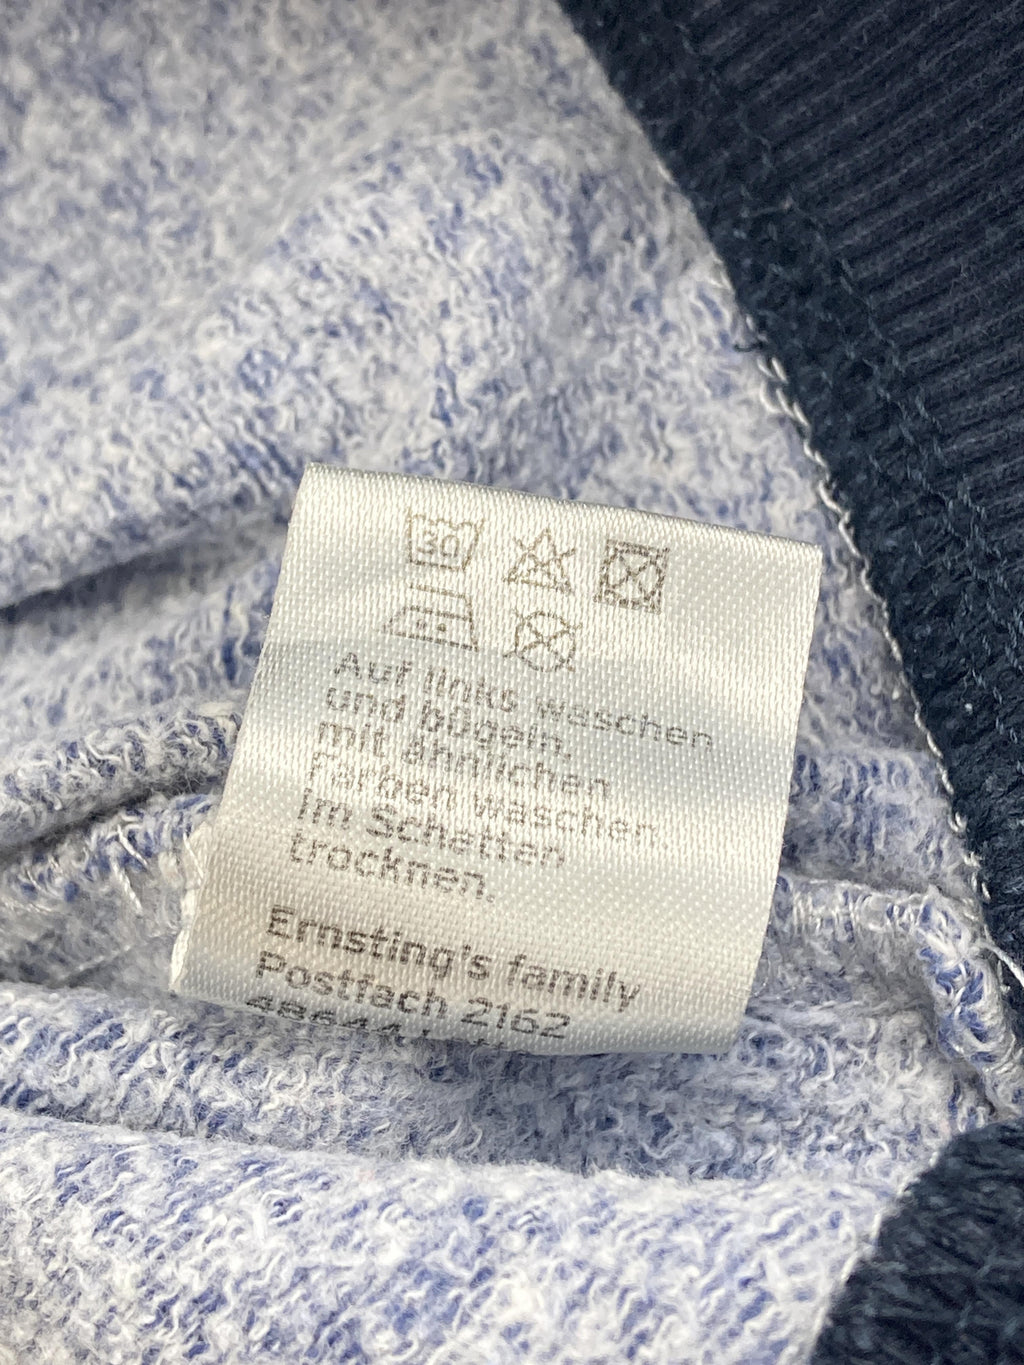 30
Auf links waschen
und bügeln,
mit ähnlichen
Farben waschen.
Im Schatten
trocknen.
Ernsting's family
Postfach 2162